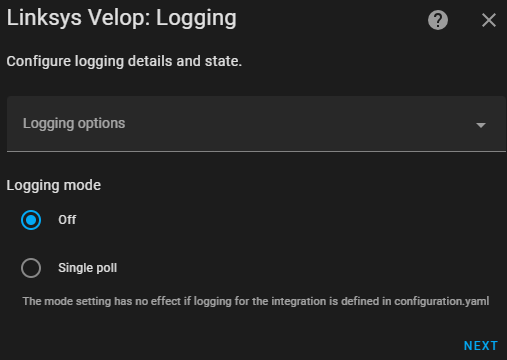 Linksys Velop: Logging
Configure logging details and state.
Logging options
Logging mode
Off
Single poll
The mode setting has no effect if logging for the integration is defined in configuration.yaml
NEXT